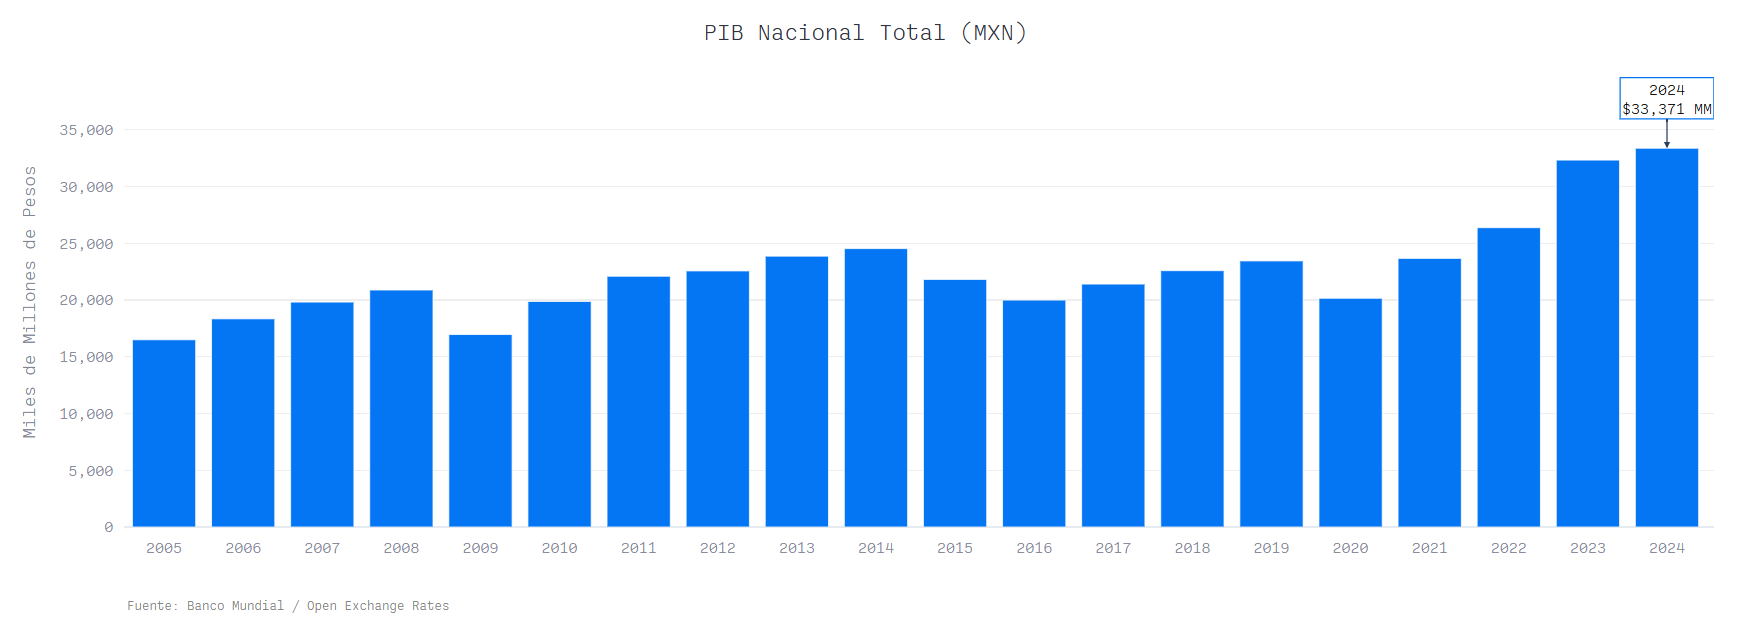 PIB Nacional Total (MXN)
2024
$33,371 MM
Miles de Millones de Pesos
35,000
30,000
25,000
20,000
15,000
10,000
5,000
0
2005 2006 2007 2008 2009 2010 2011 2012 2013 2014 2015 2016 2017 2018 2019 2020 2021 2022 2023 2024
Fuente: Banco Mundial / Open Exchange Rates